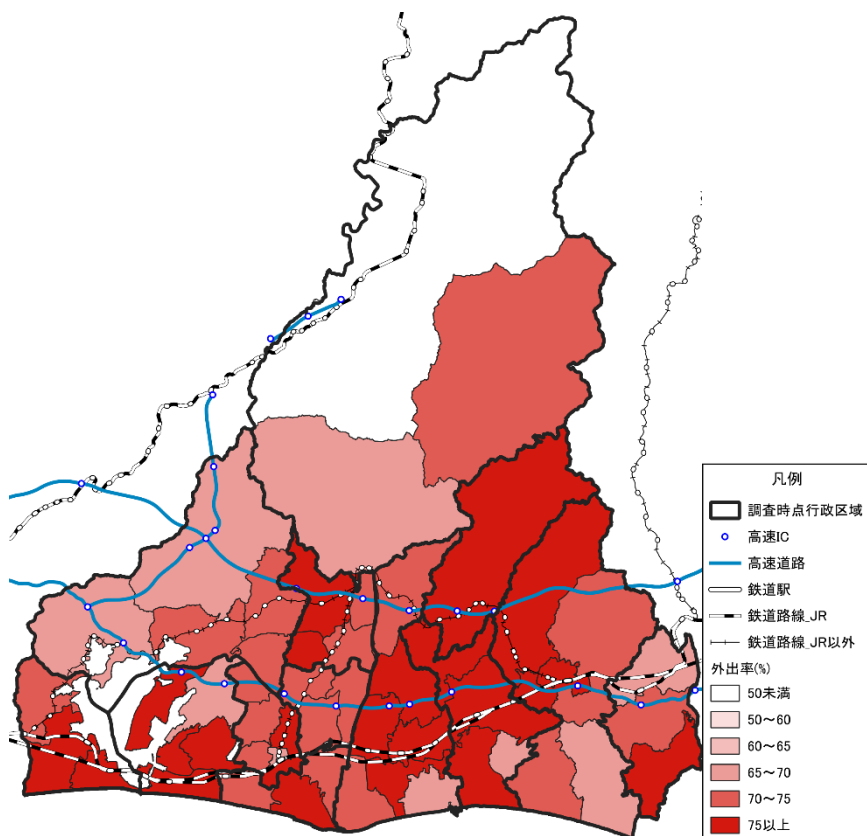 凡例
調査時点行政区域
高速IC
高速道路
鉄道駅
鉄道路線_JR
鉄道路線_JR以外
外出率(%)
50未満
50～60
60～65
65～70
70～75
75以上